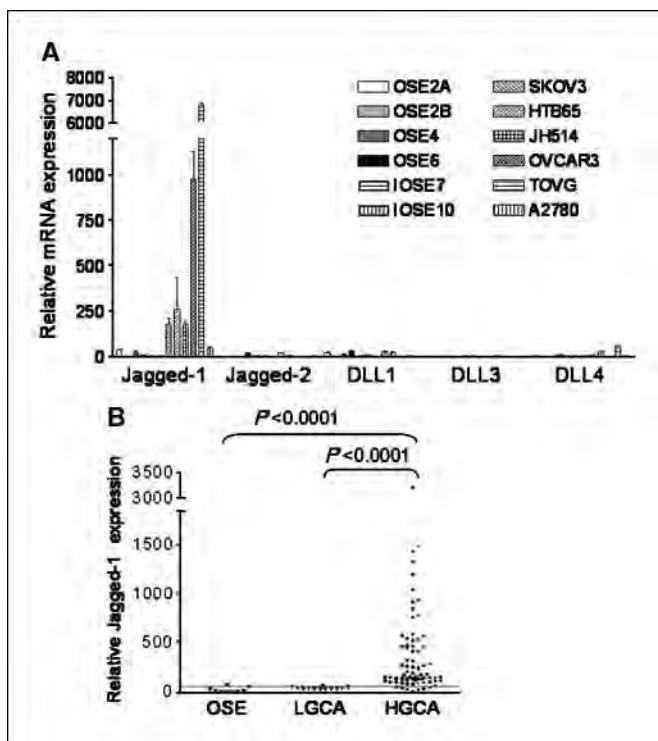 A
8000
7000
6000
1000
750
500
250
0
Relative mRNA expression
OSE2A
OSE2B
OSE4
OSE6
IOSE7
IOSE10
SKOV3
HTB65
JH514
OVCAR3
TOVG
A2780
Jagged-1 Jagged-2 DLL1 DLL3 DLL4
B
P<0.0001
P<0.0001
3500
3000
1500
1000
500
0
Relative Jagged-1 expression
OSE LGCA HGCA